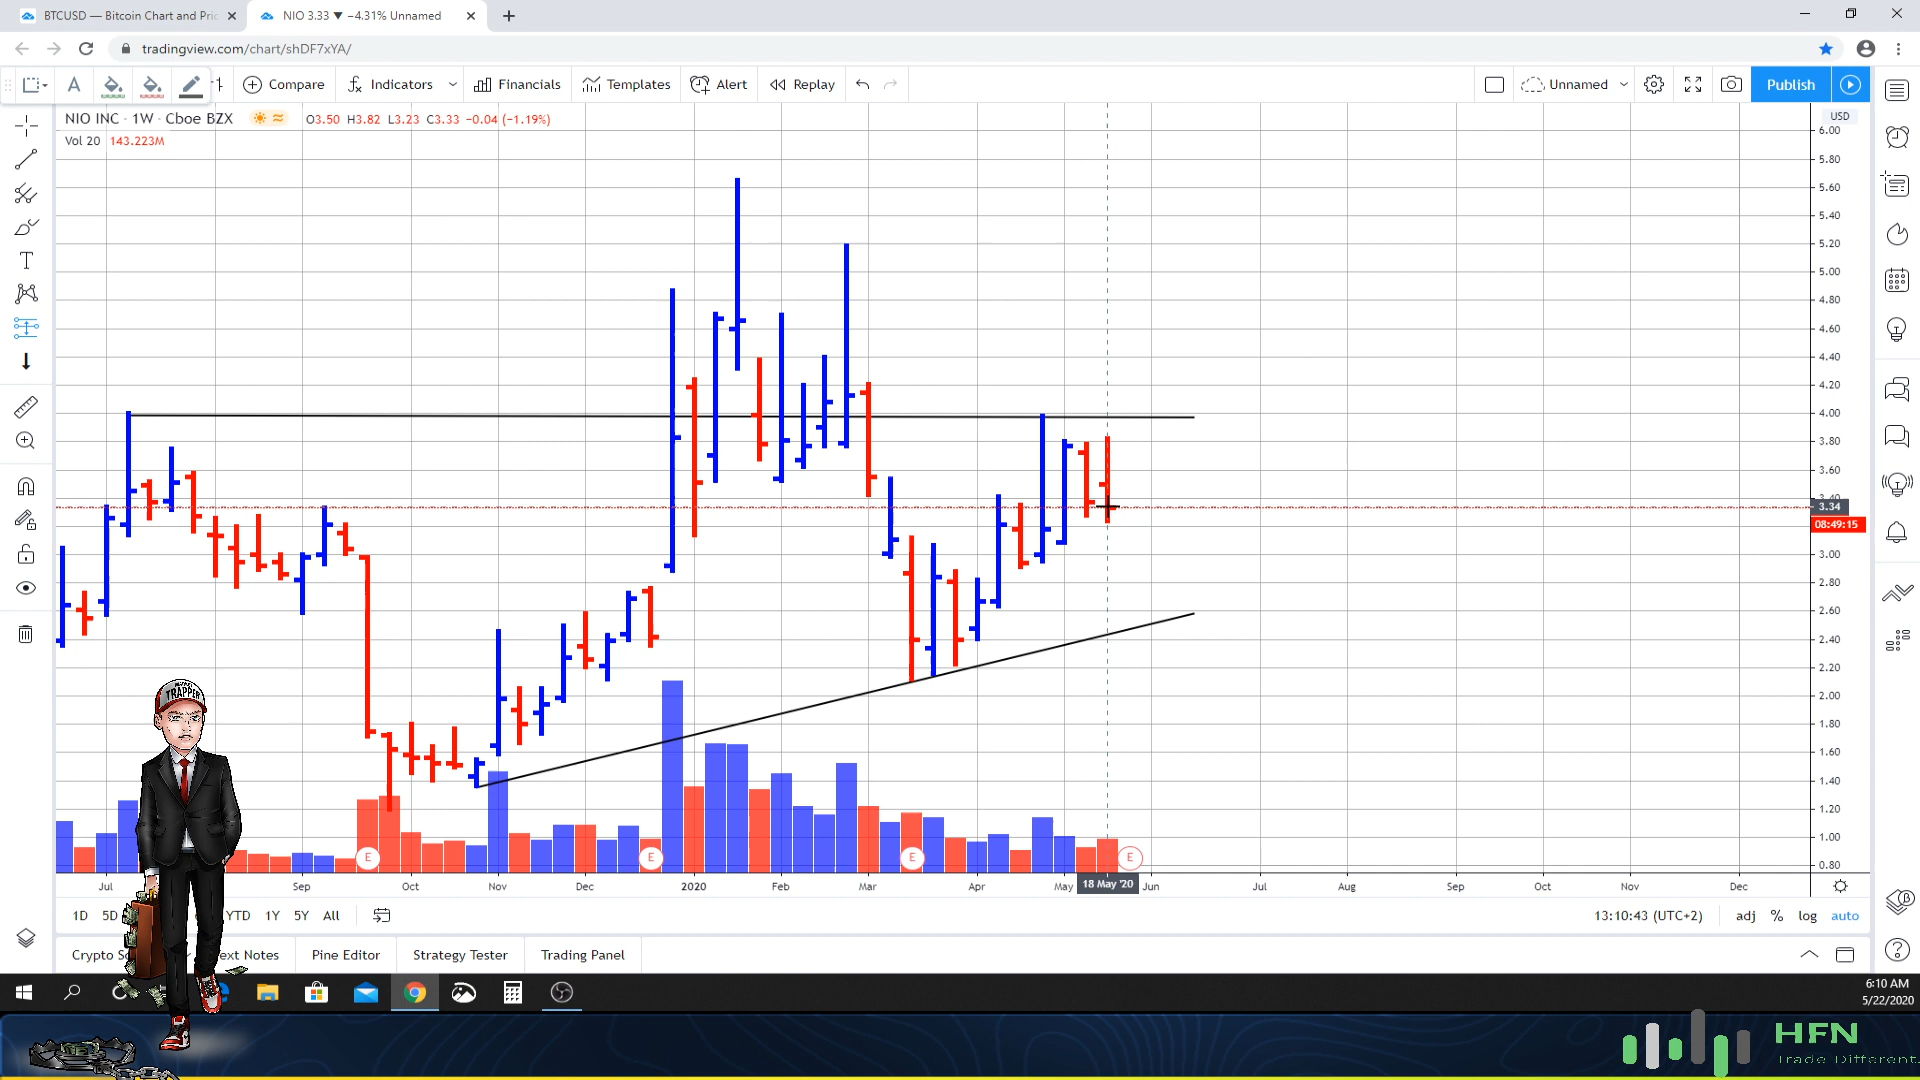 BTCUSD — Bitcoin Chart and Pric
NIO 3.33 ▼ −4.31% Unnamed
tradingview.com/chart/shDF7xYA/
Compare
Indicators
Financials
Templates
Alert
Replay
Unnamed
Publish
NIO INC · 1W · Cboe BZX
O3.50 H3.82 L3.23 C3.33 −0.04 (−1.19%)
Vol 20 143.223M
USD
6.00
5.80
5.60
5.40
5.20
5.00
4.80
4.60
4.40
4.20
4.00
3.80
3.60
3.40
3.34
08:49:15
3.00
2.80
2.60
2.40
2.20
2.00
1.80
1.60
1.40
1.20
1.00
0.80
TRAPPER
E
E
E
E
Jul
Sep
Oct
Nov
Dec
2020
Feb
Mar
Apr
May
18 May '20
Jun
Jul
Aug
Sep
Oct
Nov
Dec
1D 5D YTD 1Y 5Y All
13:10:43 (UTC+2)
adj % log auto
Crypto
Notes
Pine Editor
Strategy Tester
Trading Panel
6:10 AM
5/22/2020
HFN
Trade Different.